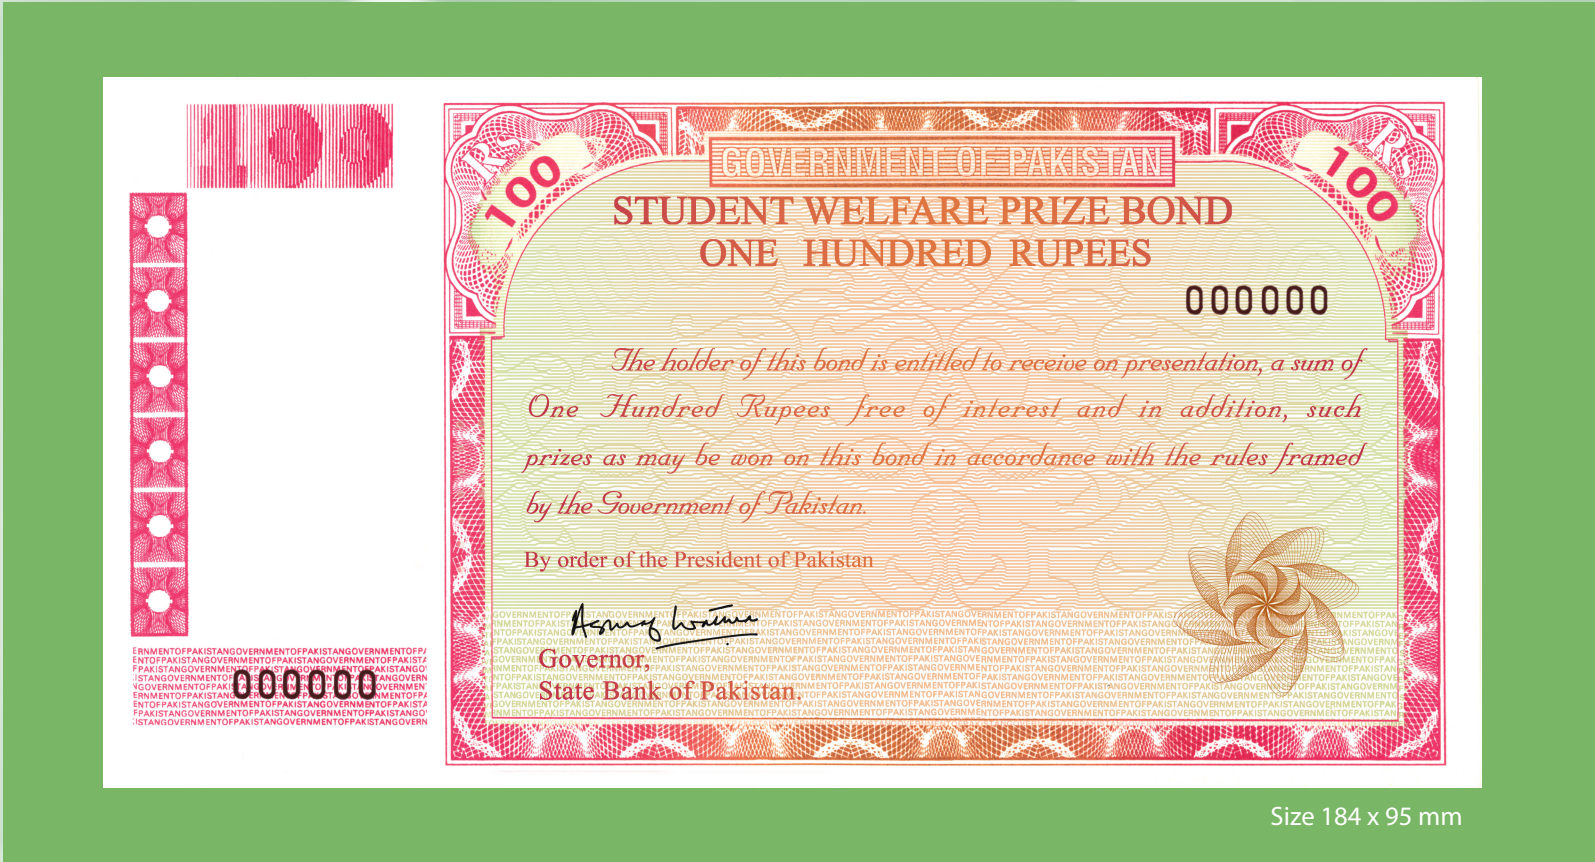 100
RS
100
GOVERNMENT OF PAKISTAN
RS
100
STUDENT WELFARE PRIZE BOND
ONE HUNDRED RUPEES
000000
The holder of this bond is entitled to receive on presentation, a sum of
One Hundred Rupees free of interest and in addition, such
prizes as may be won on this bond in accordance with the rules framed
by the Government of Pakistan.
By order of the President of Pakistan
Governor,
State Bank of Pakistan.
000000
Size 184 x 95 mm